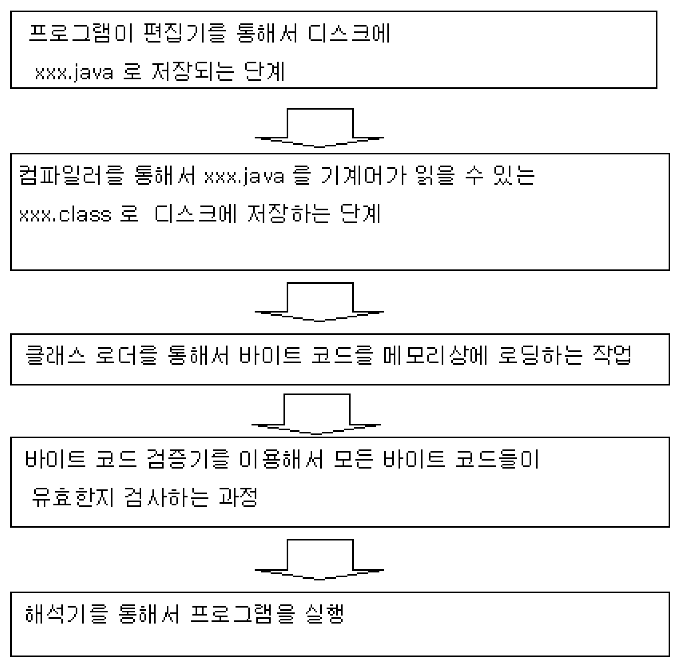 프로그램이 편집기를 통해서 디스크에
xxx.java 로 저장되는 단계
컴파일러를 통해서 xxx.java 를 기계어가 읽을 수 있는
xxx.class 로 디스크에 저장하는 단계
클래스 로더를 통해서 바이트 코드를 메모리상에 로딩하는 작업
바이트 코드 검증기를 이용해서 모든 바이트 코드들이
유효한지 검사하는 과정
해석기를 통해서 프로그램을 실행